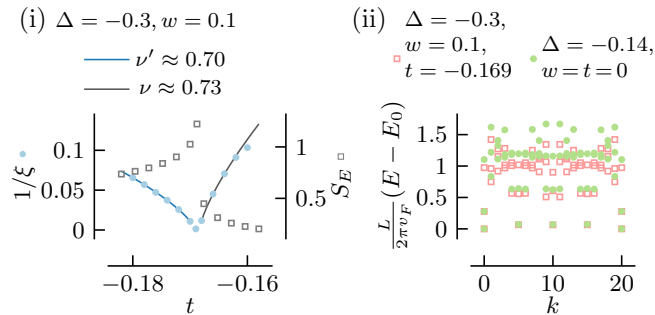 (i) Δ = −0.3, w = 0.1
ν′ ≈ 0.70
ν ≈ 0.73
1/ξ
0.1
0.05
0
−0.18
−0.16
t
1
0.5
S_E
(ii) Δ = −0.3,
w = 0.1,
t = −0.169
Δ = −0.14,
w = t = 0
L/2πv_F (E − E_0)
1.5
1
0.5
0
0
10
20
k